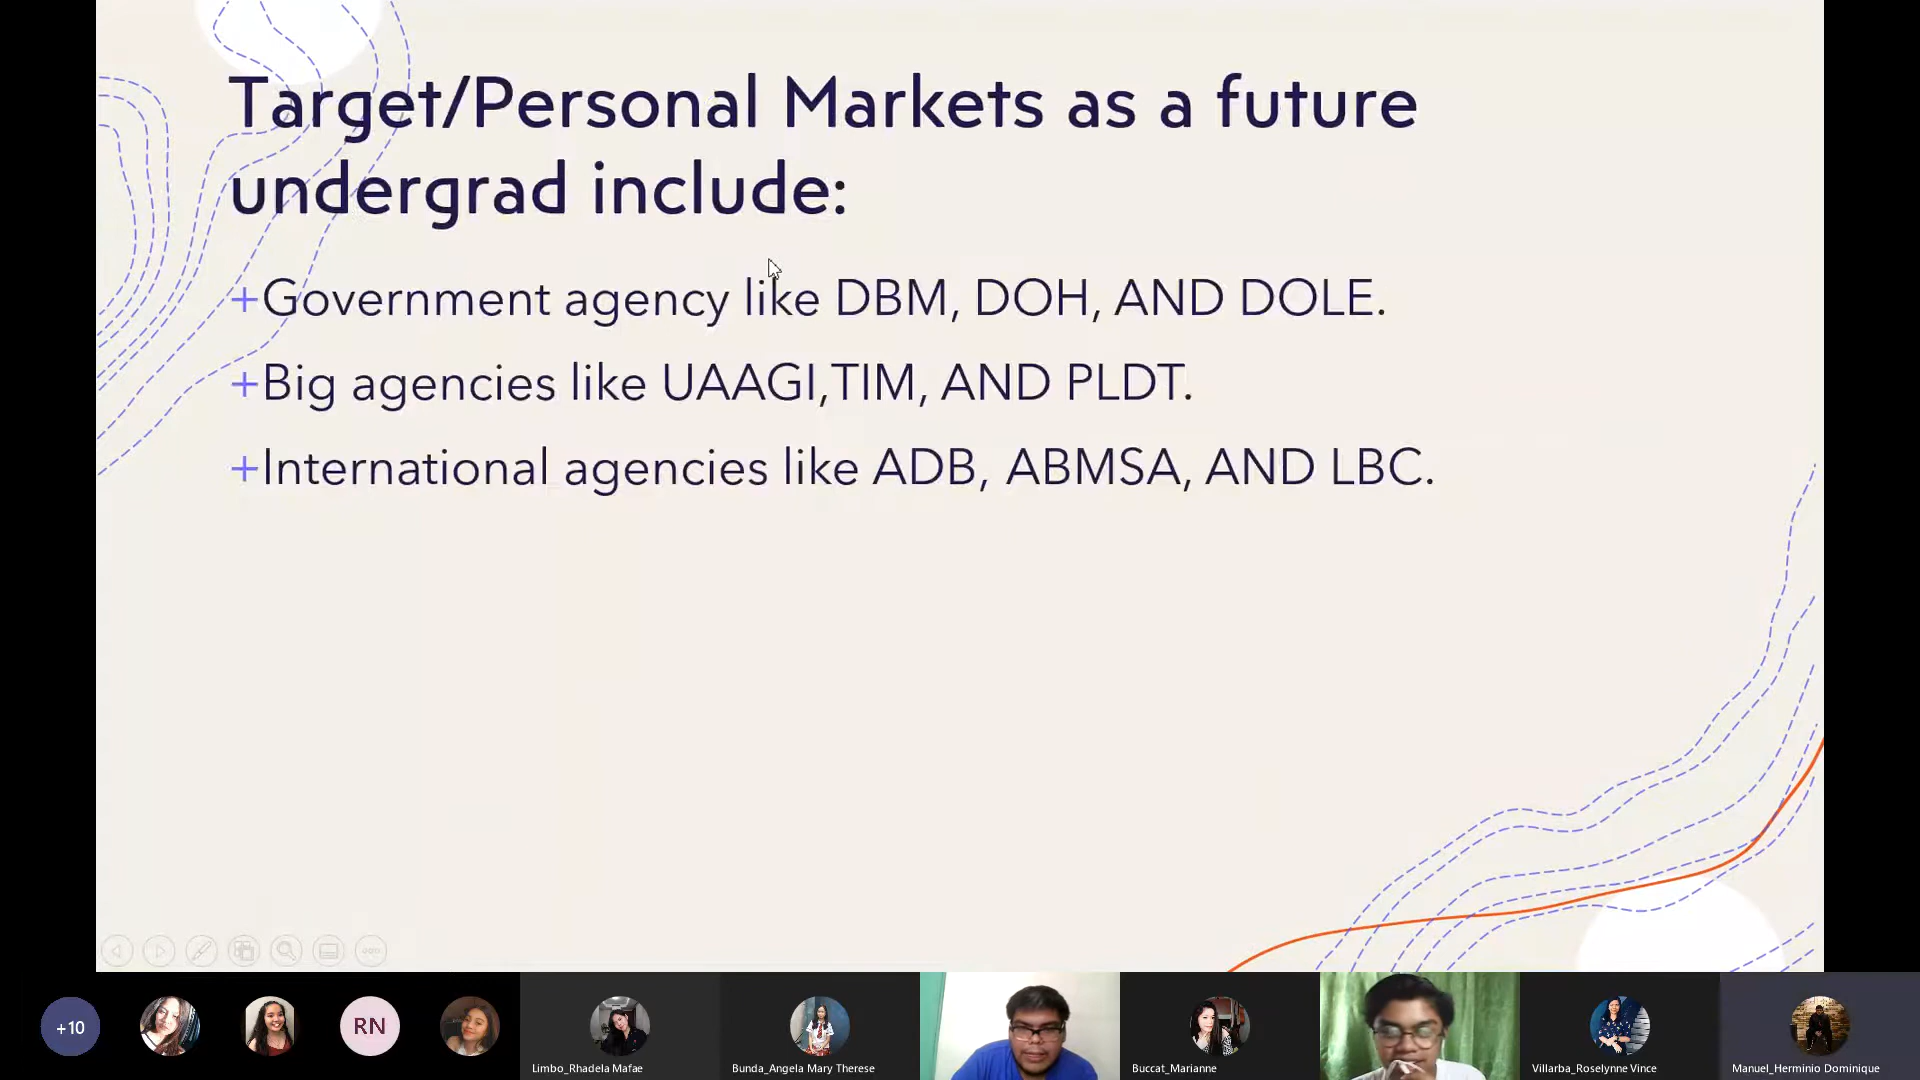 Target/Personal Markets as a future
undergrad include:
+Government agency like DBM, DOH, AND DOLE.
+Big agencies like UAAGI,TIM, AND PLDT.
+International agencies like ADB, ABMSA, AND LBC.
+10
RN
Limbo_Rhadela Mafae
Bunda_Angela Mary Therese
Buccat_Marianne
Villarba_Roselynne Vince
Manuel_Herminio Dominique